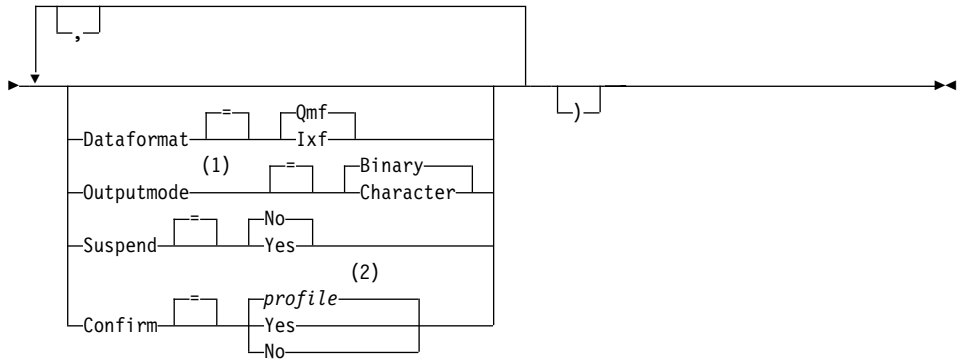 ,
)
= Qmf
Dataformat Ixf
(1)
= Binary
Outputmode Character
= No
Suspend Yes
(2)
= profile
Confirm Yes
No